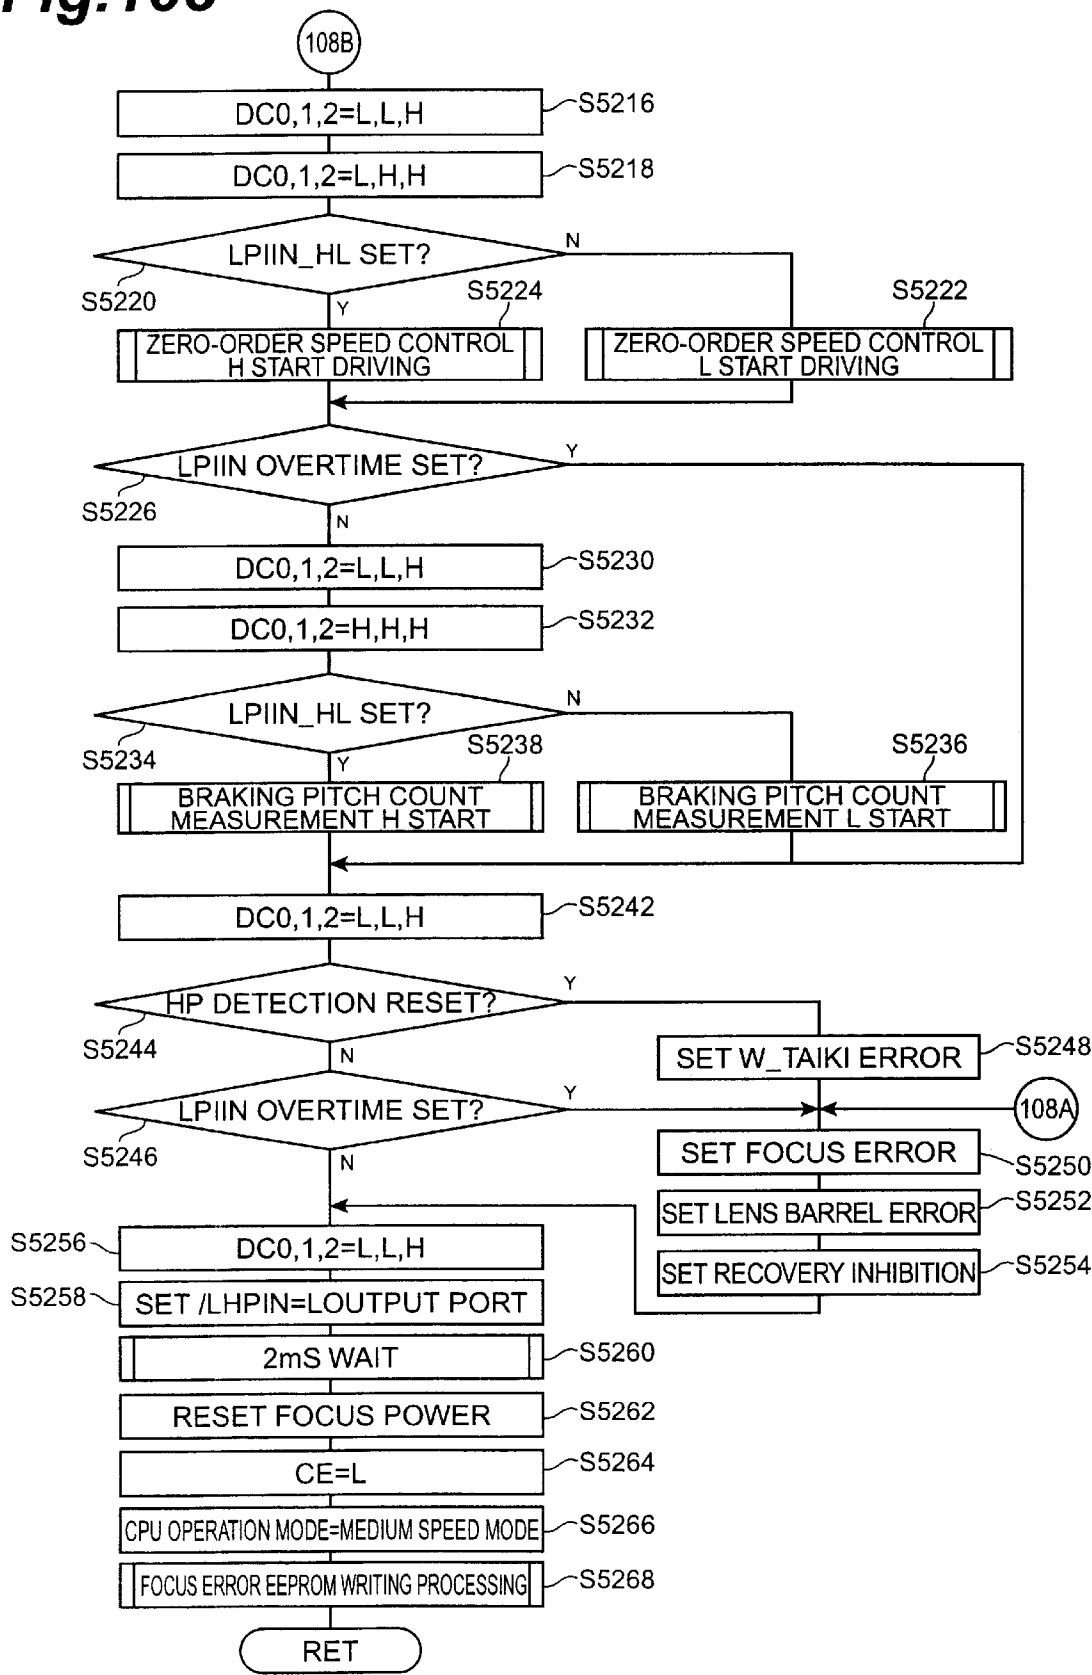 108B
DC0,1,2=L,L,H
S5216
DC0,1,2=L,H,H
S5218
LPIIN_HL SET?
N
S5220
Y
S5224
S5222
ZERO-ORDER SPEED CONTROL
H START DRIVING
ZERO-ORDER SPEED CONTROL
L START DRIVING
LPIIN OVERTIME SET?
Y
S5226
N
DC0,1,2=L,L,H
S5230
DC0,1,2=H,H,H
S5232
LPIIN_HL SET?
N
S5234
Y
S5238
S5236
BRAKING PITCH COUNT
MEASUREMENT H START
BRAKING PITCH COUNT
MEASUREMENT L START
DC0,1,2=L,L,H
S5242
HP DETECTION RESET?
Y
S5244
N
SET W_TAIKI ERROR
S5248
LPIIN OVERTIME SET?
Y
108A
S5246
N
SET FOCUS ERROR
S5250
SET LENS BARREL ERROR
S5252
SET RECOVERY INHIBITION
S5254
S5256
DC0,1,2=L,L,H
S5258
SET /LHPIN=LOUTPUT PORT
2mS WAIT
S5260
RESET FOCUS POWER
S5262
CE=L
S5264
CPU OPERATION MODE=MEDIUM SPEED MODE
S5266
FOCUS ERROR EEPROM WRITING PROCESSING
S5268
RET